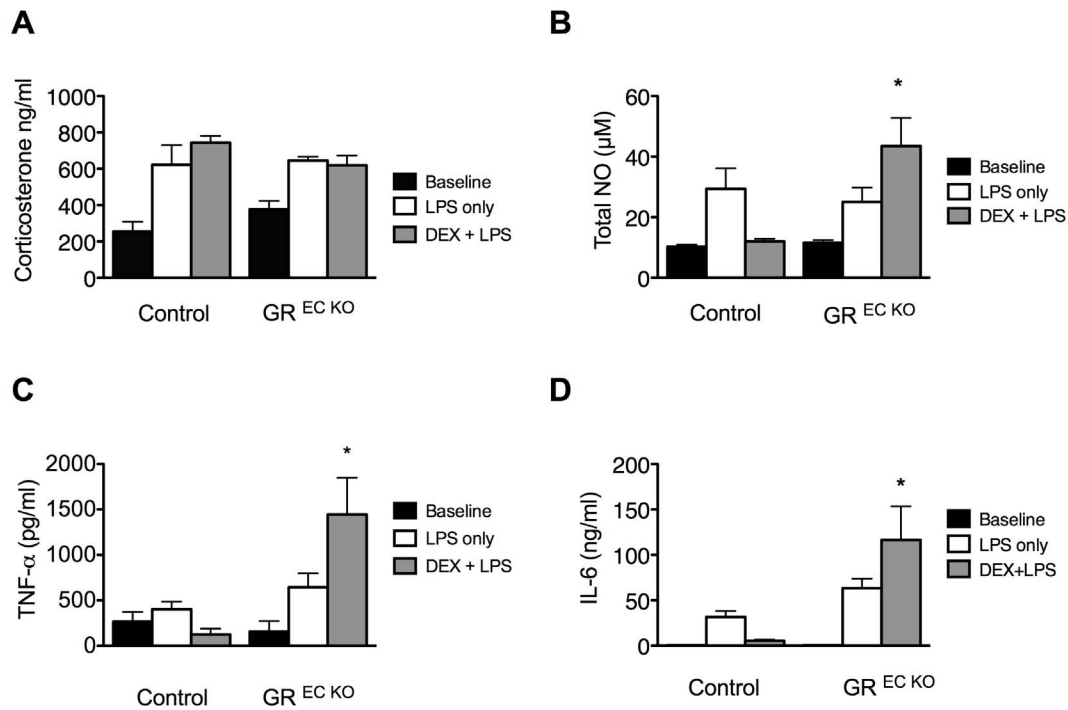 A
Corticosterone ng/ml
1000
800
600
400
200
0
Control
GR EC KO
Baseline
LPS only
DEX + LPS
B
*
Total NO (µM)
60
40
20
0
Control
GR EC KO
Baseline
LPS only
DEX + LPS
C
*
TNF-α (pg/ml)
2000
1500
1000
500
0
Control
GR EC KO
Baseline
LPS only
DEX + LPS
D
*
IL-6 (ng/ml)
200
150
100
50
0
Control
GR EC KO
Baseline
LPS only
DEX+LPS